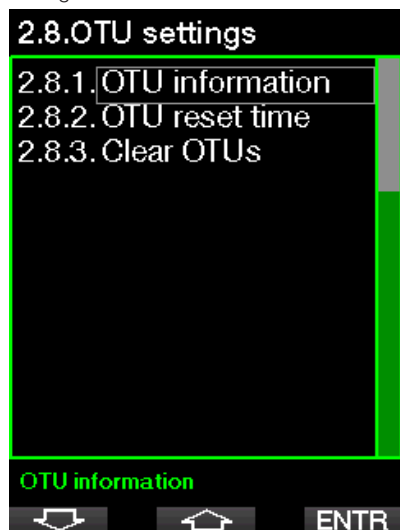 2.8.OTU settings
2.8.1. OTU information
2.8.2. OTU reset time
2.8.3. Clear OTUs
OTU information
ENTR